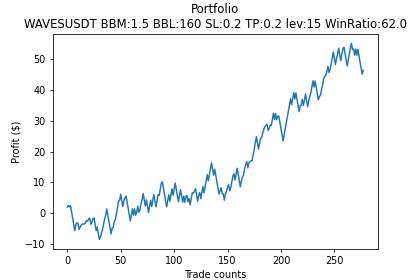 Portfolio
WAVESUSDT BBM:1.5 BBL:160 SL:0.2 TP:0.2 lev:15 WinRatio:62.0
50
40
30
20
10
0
−10
Profit ($)
0 50 100 150 200 250
Trade counts